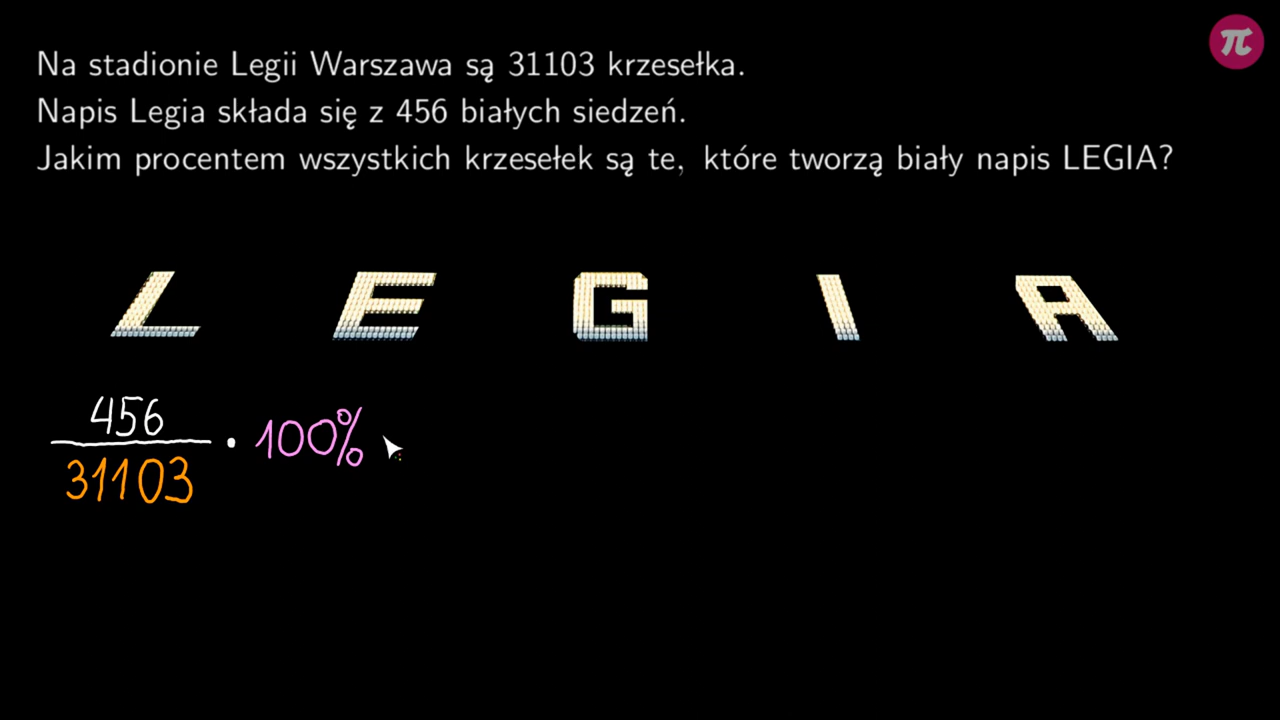 π
Na stadionie Legii Warszawa są 31103 krzesełka.
Napis Legia składa się z 456 białych siedzeń.
Jakim procentem wszystkich krzesełek są te, które tworzą biały napis LEGIA?
L E G I A
456
31103
· 100%